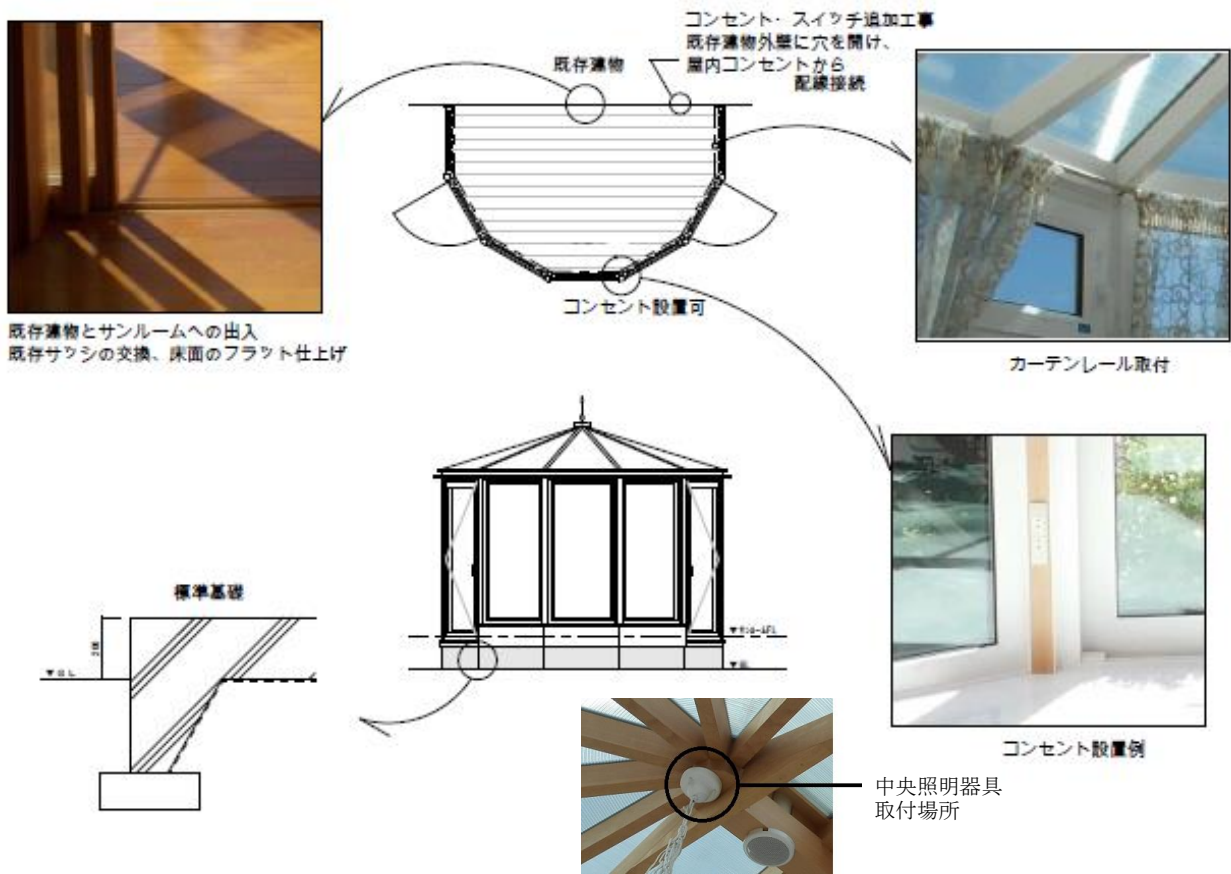 コンセント・スイッチ追加工事
既存建物外壁に穴を開け、
屋内コンセントから
配線接続
既存建物
コンセント設置可
既存建物とサンルームへの出入
既存サッシの交換、床面のフラット仕上げ
カーテンレール取付
標準基礎
▼GL
コンセント設置例
中央照明器具
取付場所